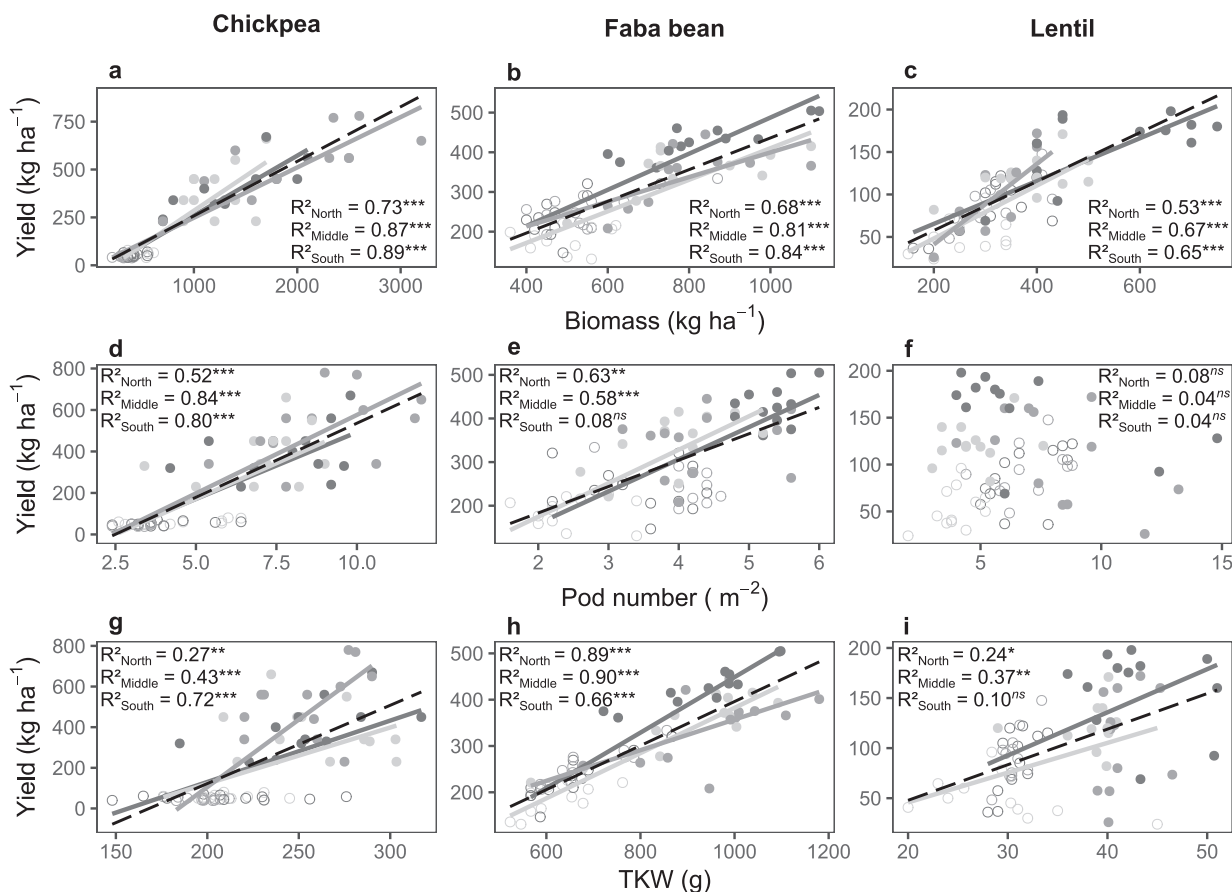 Chickpea
Faba bean
Lentil
a
b
c
Yield (kg ha⁻¹)
750
500
250
0
R²North = 0.73***
R²Middle = 0.87***
R²South = 0.89***
500
400
300
200
R²North = 0.68***
R²Middle = 0.81***
R²South = 0.84***
200
150
100
50
R²North = 0.53***
R²Middle = 0.67***
R²South = 0.65***
1000 2000 3000
400 600 800 1000
200 400 600
Biomass (kg ha⁻¹)
d
e
f
Yield (kg ha⁻¹)
800
600
400
200
0
R²North = 0.52***
R²Middle = 0.84***
R²South = 0.80***
500
400
300
200
R²North = 0.63**
R²Middle = 0.58***
R²South = 0.08ns
200
150
100
50
R²North = 0.08ns
R²Middle = 0.04ns
R²South = 0.04ns
2.5 5.0 7.5 10.0
2 3 4 5 6
5 10 15
Pod number ( m⁻²)
g
h
i
Yield (kg ha⁻¹)
800
600
400
200
0
R²North = 0.27**
R²Middle = 0.43***
R²South = 0.72***
500
400
300
200
R²North = 0.89***
R²Middle = 0.90***
R²South = 0.66***
200
150
100
50
R²North = 0.24*
R²Middle = 0.37**
R²South = 0.10ns
150 200 250 300
600 800 1000 1200
20 30 40 50
TKW (g)